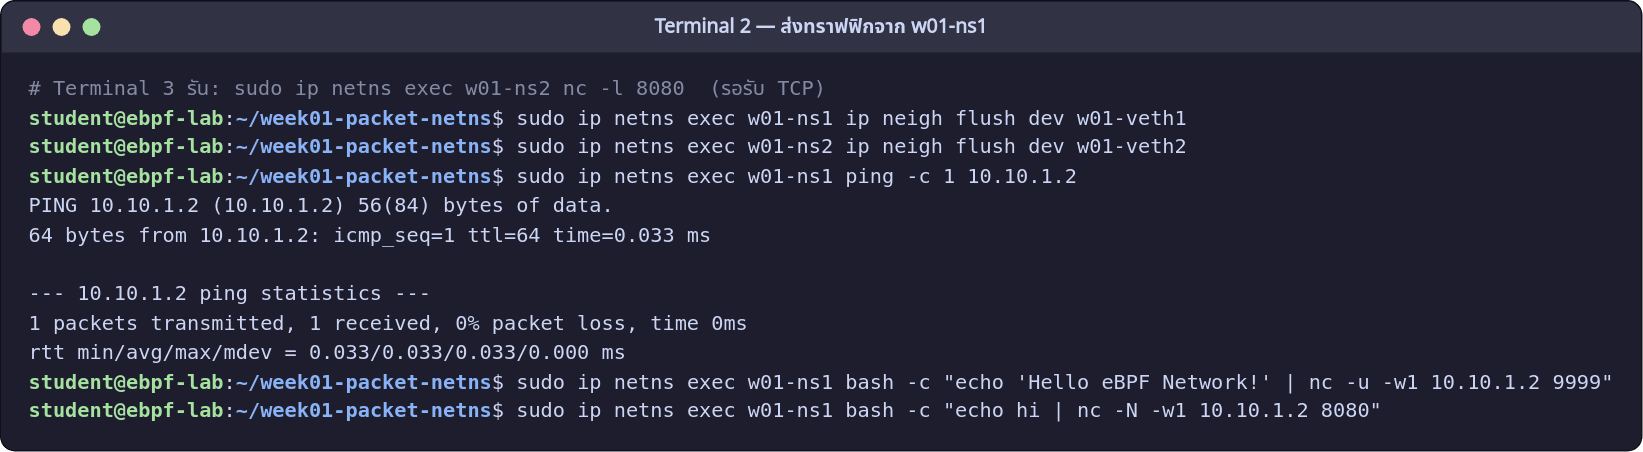 Terminal 2 — ส่งทราฟฟิกจาก w01-ns1
# Terminal 3 รัน: sudo ip netns exec w01-ns2 nc -l 8080  (รอรับ TCP)
student@ebpf-lab:~/week01-packet-netns$ sudo ip netns exec w01-ns1 ip neigh flush dev w01-veth1
student@ebpf-lab:~/week01-packet-netns$ sudo ip netns exec w01-ns2 ip neigh flush dev w01-veth2
student@ebpf-lab:~/week01-packet-netns$ sudo ip netns exec w01-ns1 ping -c 1 10.10.1.2
PING 10.10.1.2 (10.10.1.2) 56(84) bytes of data.
64 bytes from 10.10.1.2: icmp_seq=1 ttl=64 time=0.033 ms
--- 10.10.1.2 ping statistics ---
1 packets transmitted, 1 received, 0% packet loss, time 0ms
rtt min/avg/max/mdev = 0.033/0.033/0.033/0.000 ms
student@ebpf-lab:~/week01-packet-netns$ sudo ip netns exec w01-ns1 bash -c "echo 'Hello eBPF Network!' | nc -u -w1 10.10.1.2 9999"
student@ebpf-lab:~/week01-packet-netns$ sudo ip netns exec w01-ns1 bash -c "echo hi | nc -N -w1 10.10.1.2 8080"